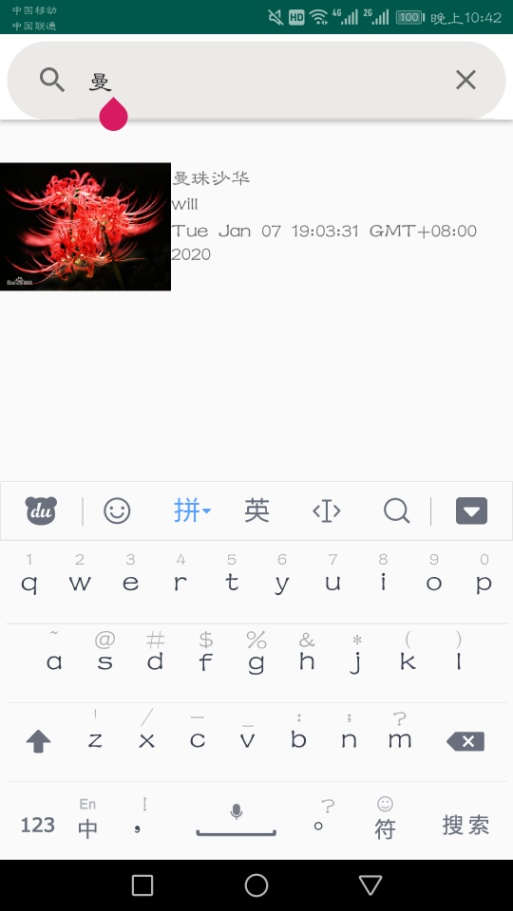 中国移动
中国联通
HD 4G 2G 100 晚上10:42
曼
曼珠沙华
will
Tue Jan 07 19:03:31 GMT+08:00
2020
du 拼 英
1 2 3 4 5 6 7 8 9 0
q w e r t y u i o p
~ @ # $ % & * ( )
a s d f g h j k l
' / — _ : ; ?
z x c v b n m
En ! ?
123 中 , 。 符 搜索